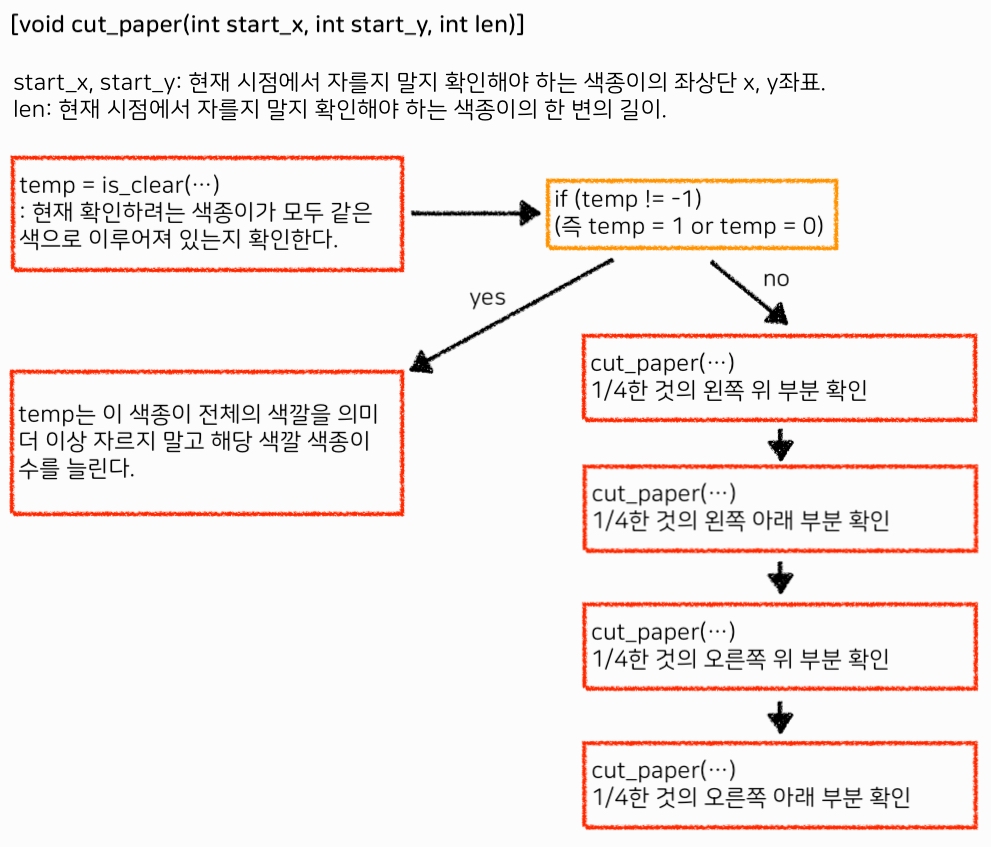 [void cut_paper(int start_x, int start_y, int len)]
start_x, start_y: 현재 시점에서 자를지 말지 확인해야 하는 색종이의 좌상단 x, y좌표.
len: 현재 시점에서 자를지 말지 확인해야 하는 색종이의 한 변의 길이.
temp = is_clear(…)
: 현재 확인하려는 색종이가 모두 같은
색으로 이루어져 있는지 확인한다.
if (temp != -1)
(즉 temp = 1 or temp = 0)
yes
no
temp는 이 색종이 전체의 색깔을 의미
더 이상 자르지 말고 해당 색깔 색종이
수를 늘린다.
cut_paper(…)
1/4한 것의 왼쪽 위 부분 확인
cut_paper(…)
1/4한 것의 왼쪽 아래 부분 확인
cut_paper(…)
1/4한 것의 오른쪽 위 부분 확인
cut_paper(…)
1/4한 것의 오른쪽 아래 부분 확인